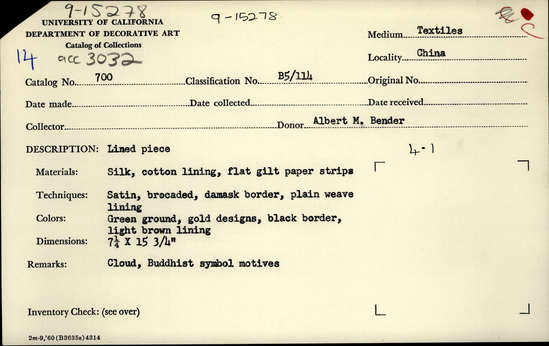 9-15278
9-15278
UNIVERSITY OF CALIFORNIA
DEPARTMENT OF DECORATIVE ART
Catalog of Collections
14 acc 3032
Medium Textiles
Locality China
Catalog No. 700 Classification No. B5/114 Original No.
Date made Date collected Date received
Collector Donor Albert M. Bender
DESCRIPTION: Lined piece 4-1
Materials: Silk, cotton lining, flat gilt paper strips
Techniques: Satin, brocaded, damask border, plain weave
lining
Colors: Green ground, gold designs, black border,
light brown lining
Dimensions: 7¼ X 15 3/4"
Remarks: Cloud, Buddhist symbol motives
Inventory Check: (see over)
2m-9,'60(B3635s)4314